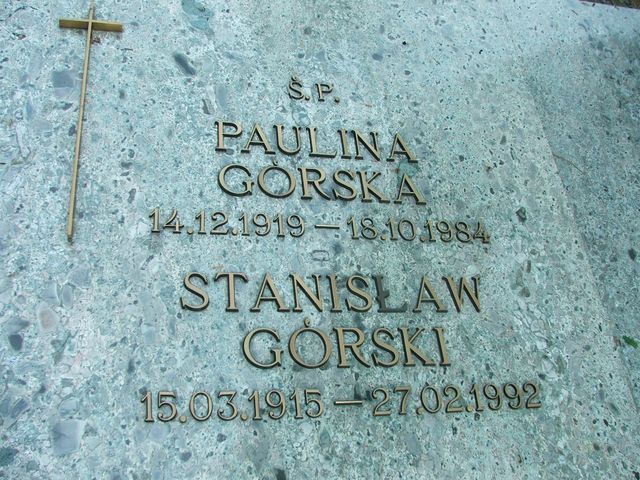 Ś.P.
PAULINA
GÓRSKA
14.12.1919 – 18.10.1984
STANISŁAW
GÓRSKI
15.03.1915 – 27.02.1992